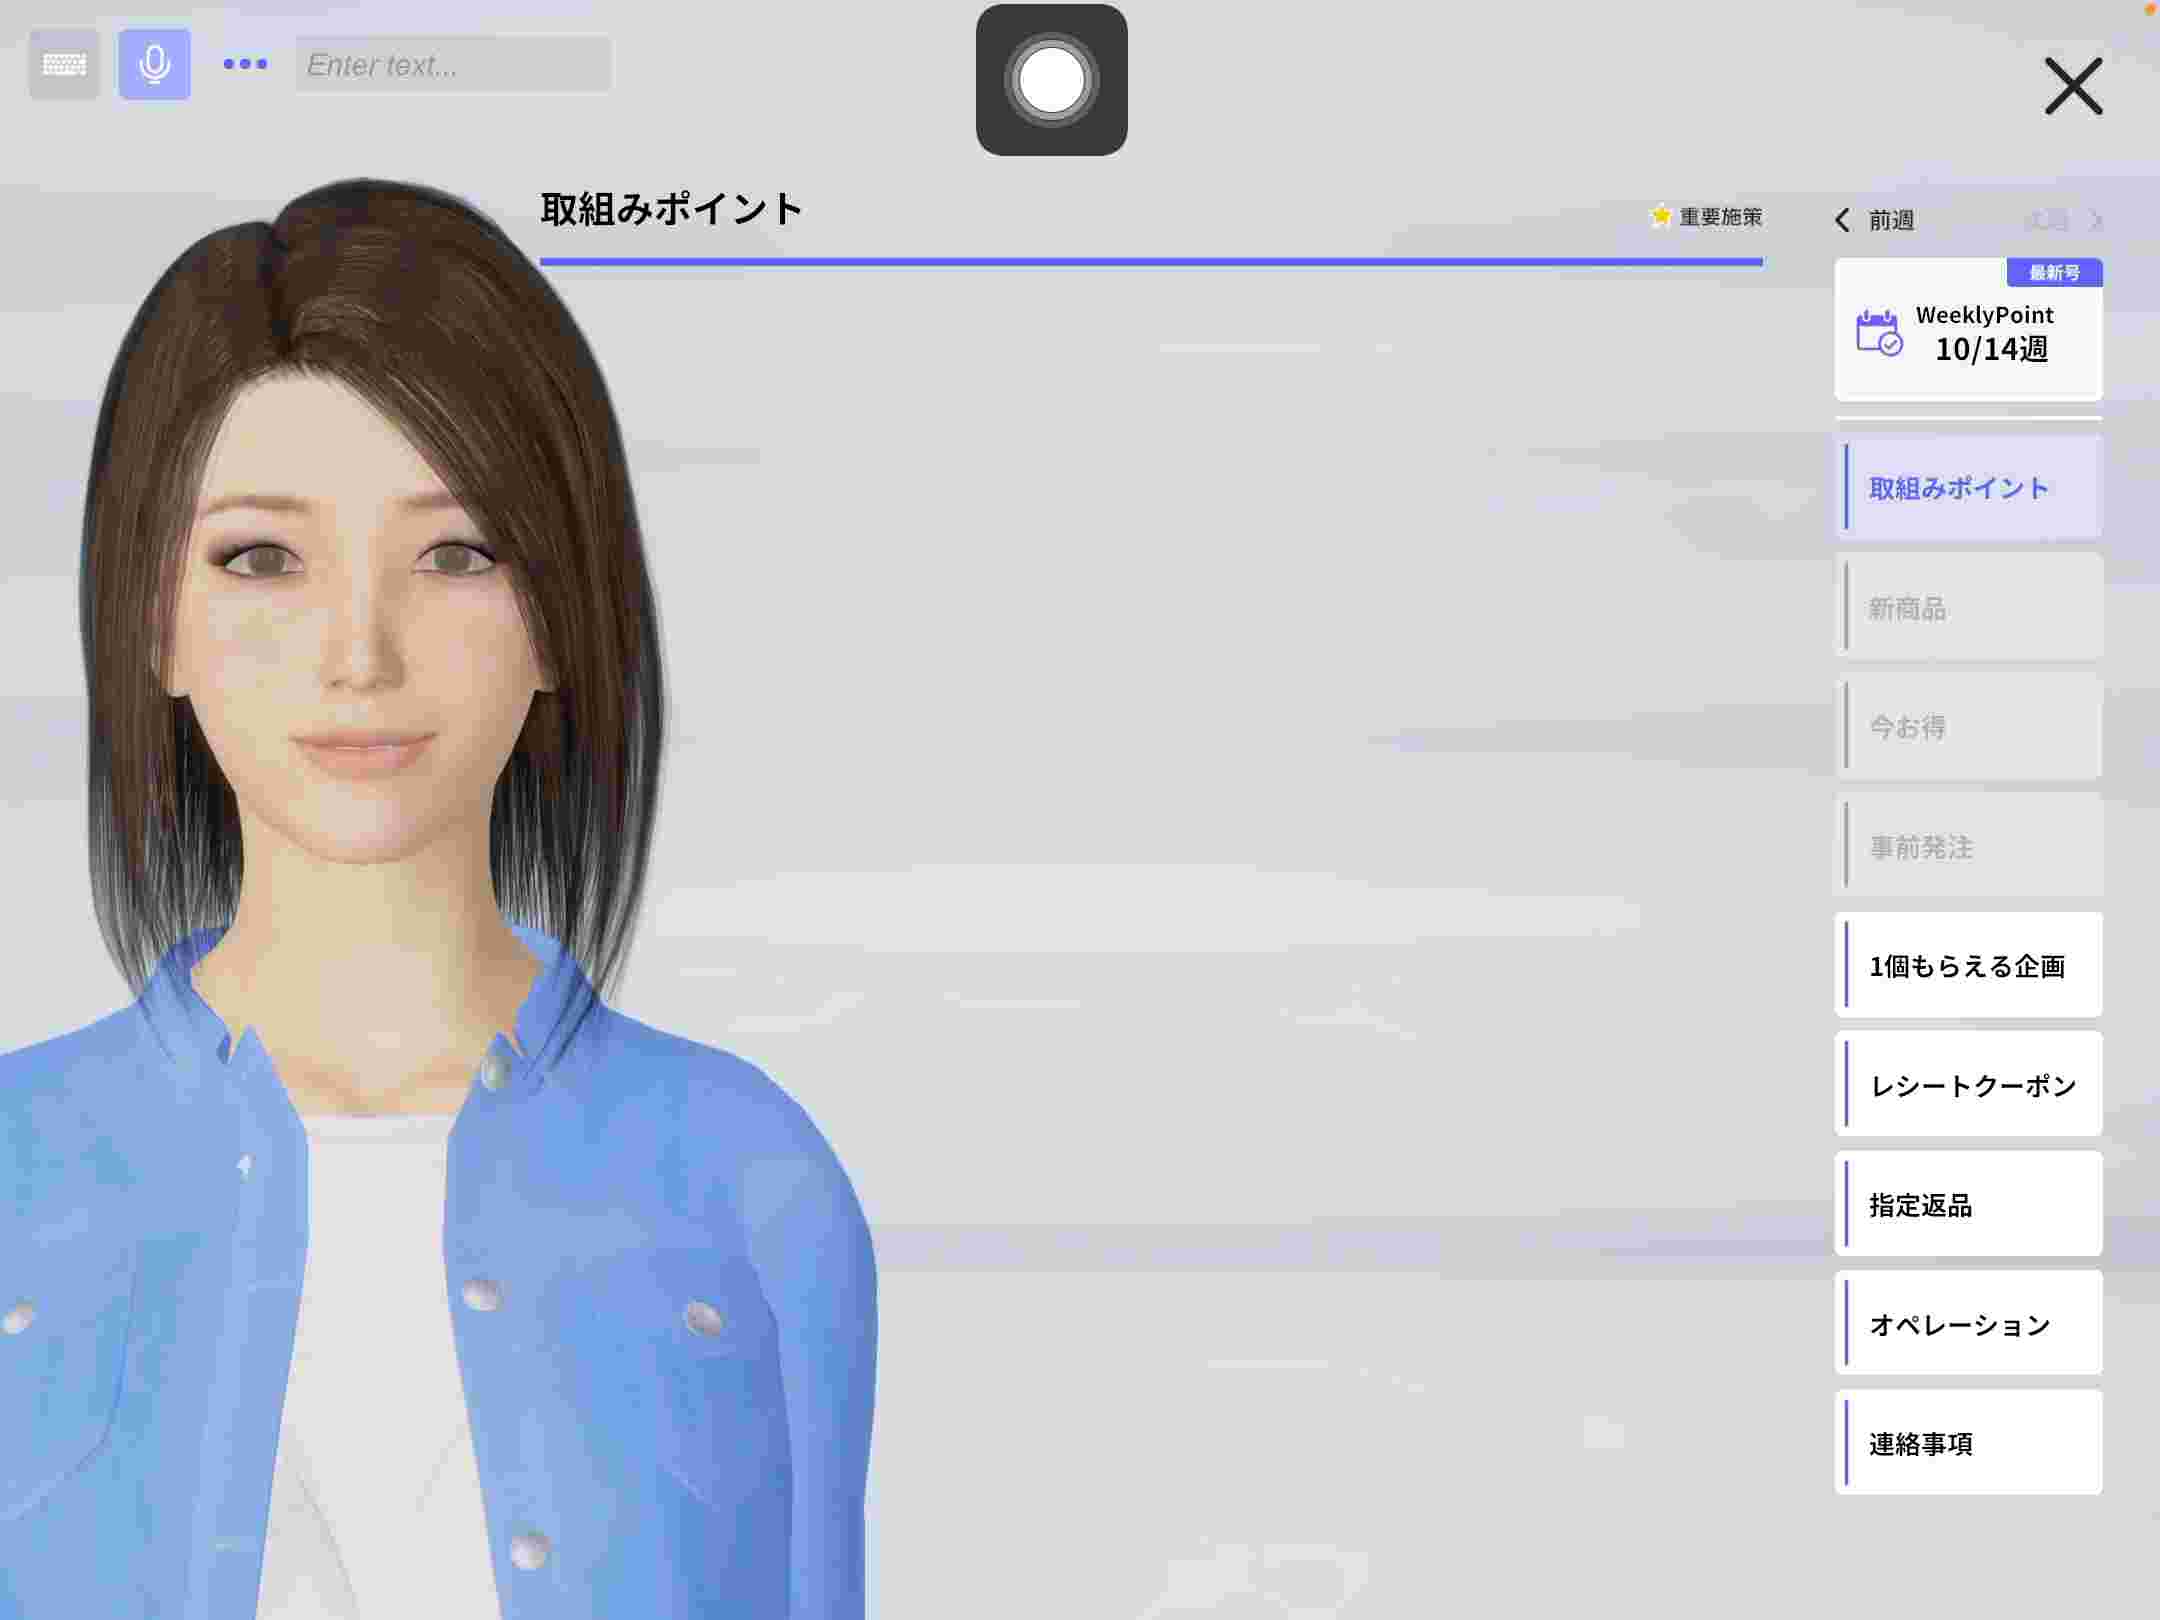 Enter text...
取組みポイント
重要施策
前週
次週
最新号
WeeklyPoint
10/14週
取組みポイント
新商品
今お得
事前発注
1個もらえる企画
レシートクーポン
指定返品
オペレーション
連絡事項